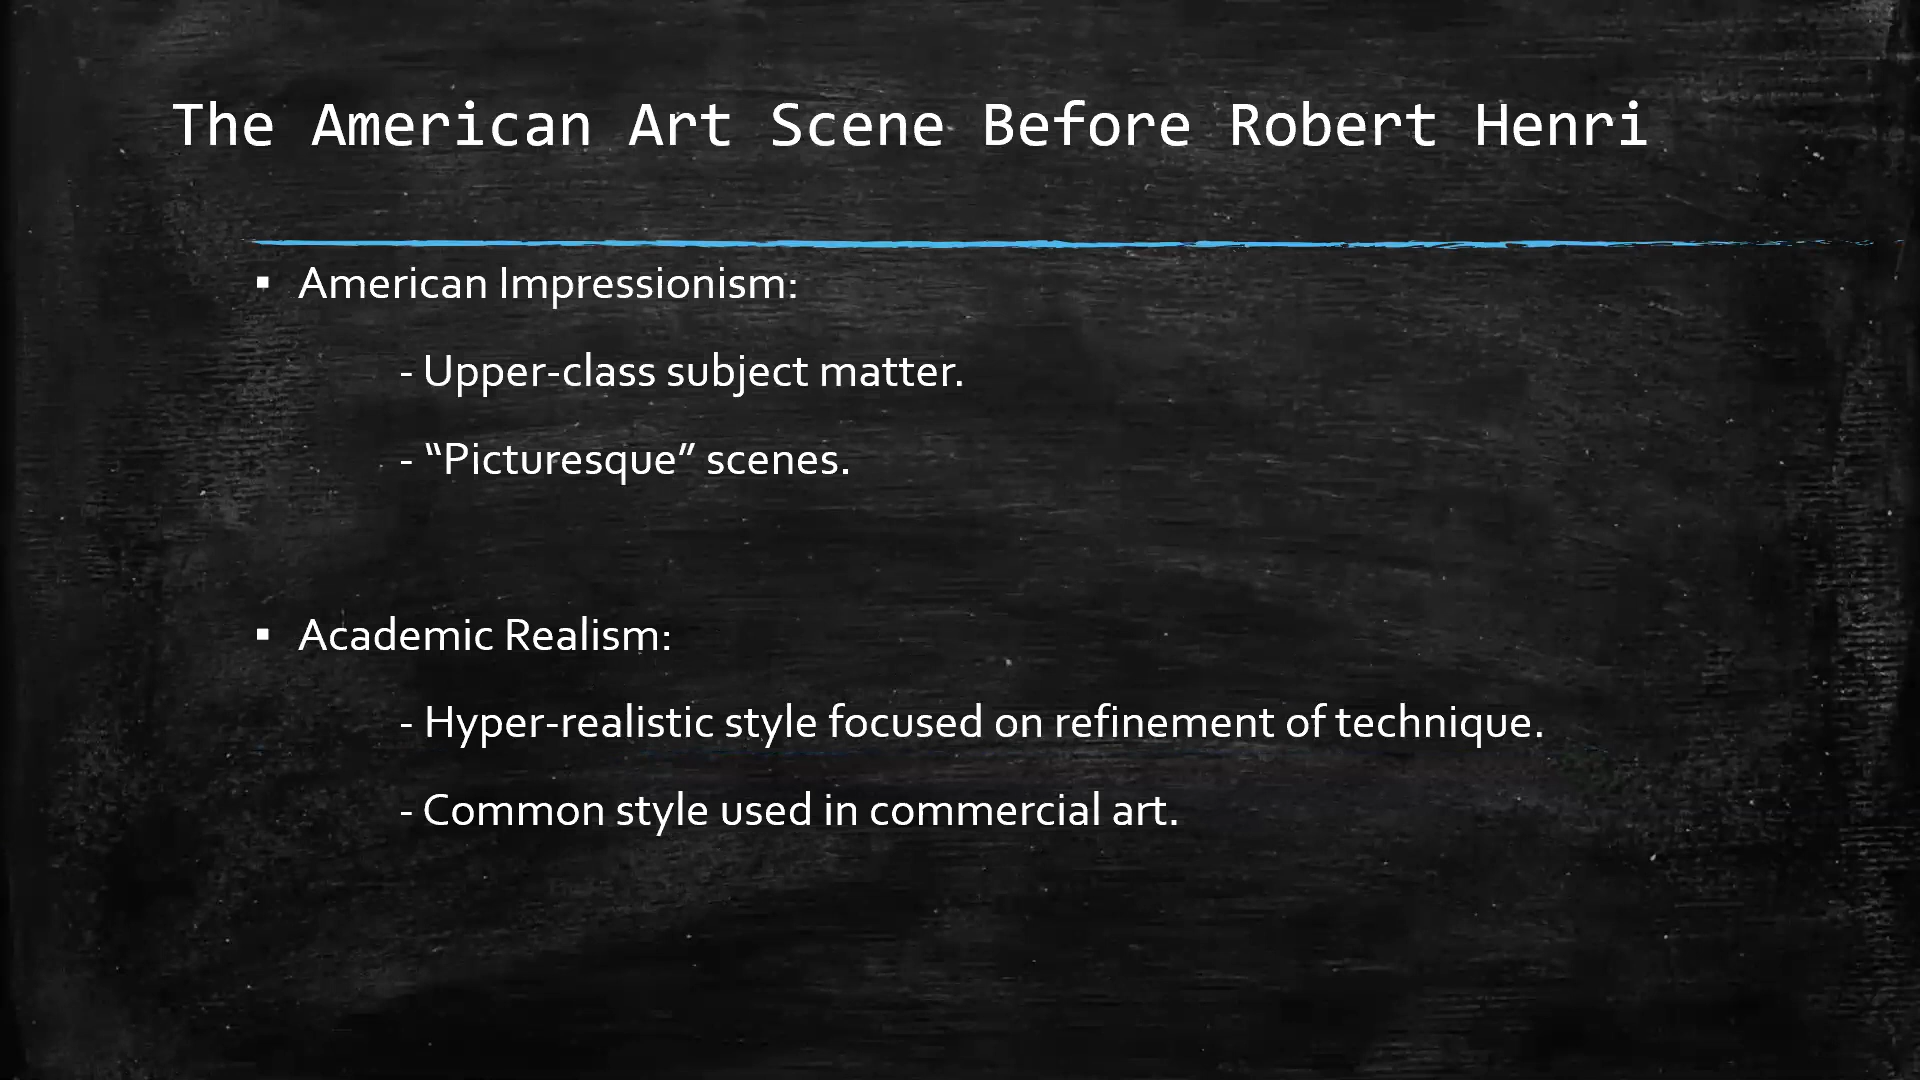 The American Art Scene Before Robert Henri
▪ American Impressionism:
- Upper-class subject matter.
- “Picturesque” scenes.
▪ Academic Realism:
- Hyper-realistic style focused on refinement of technique.
- Common style used in commercial art.